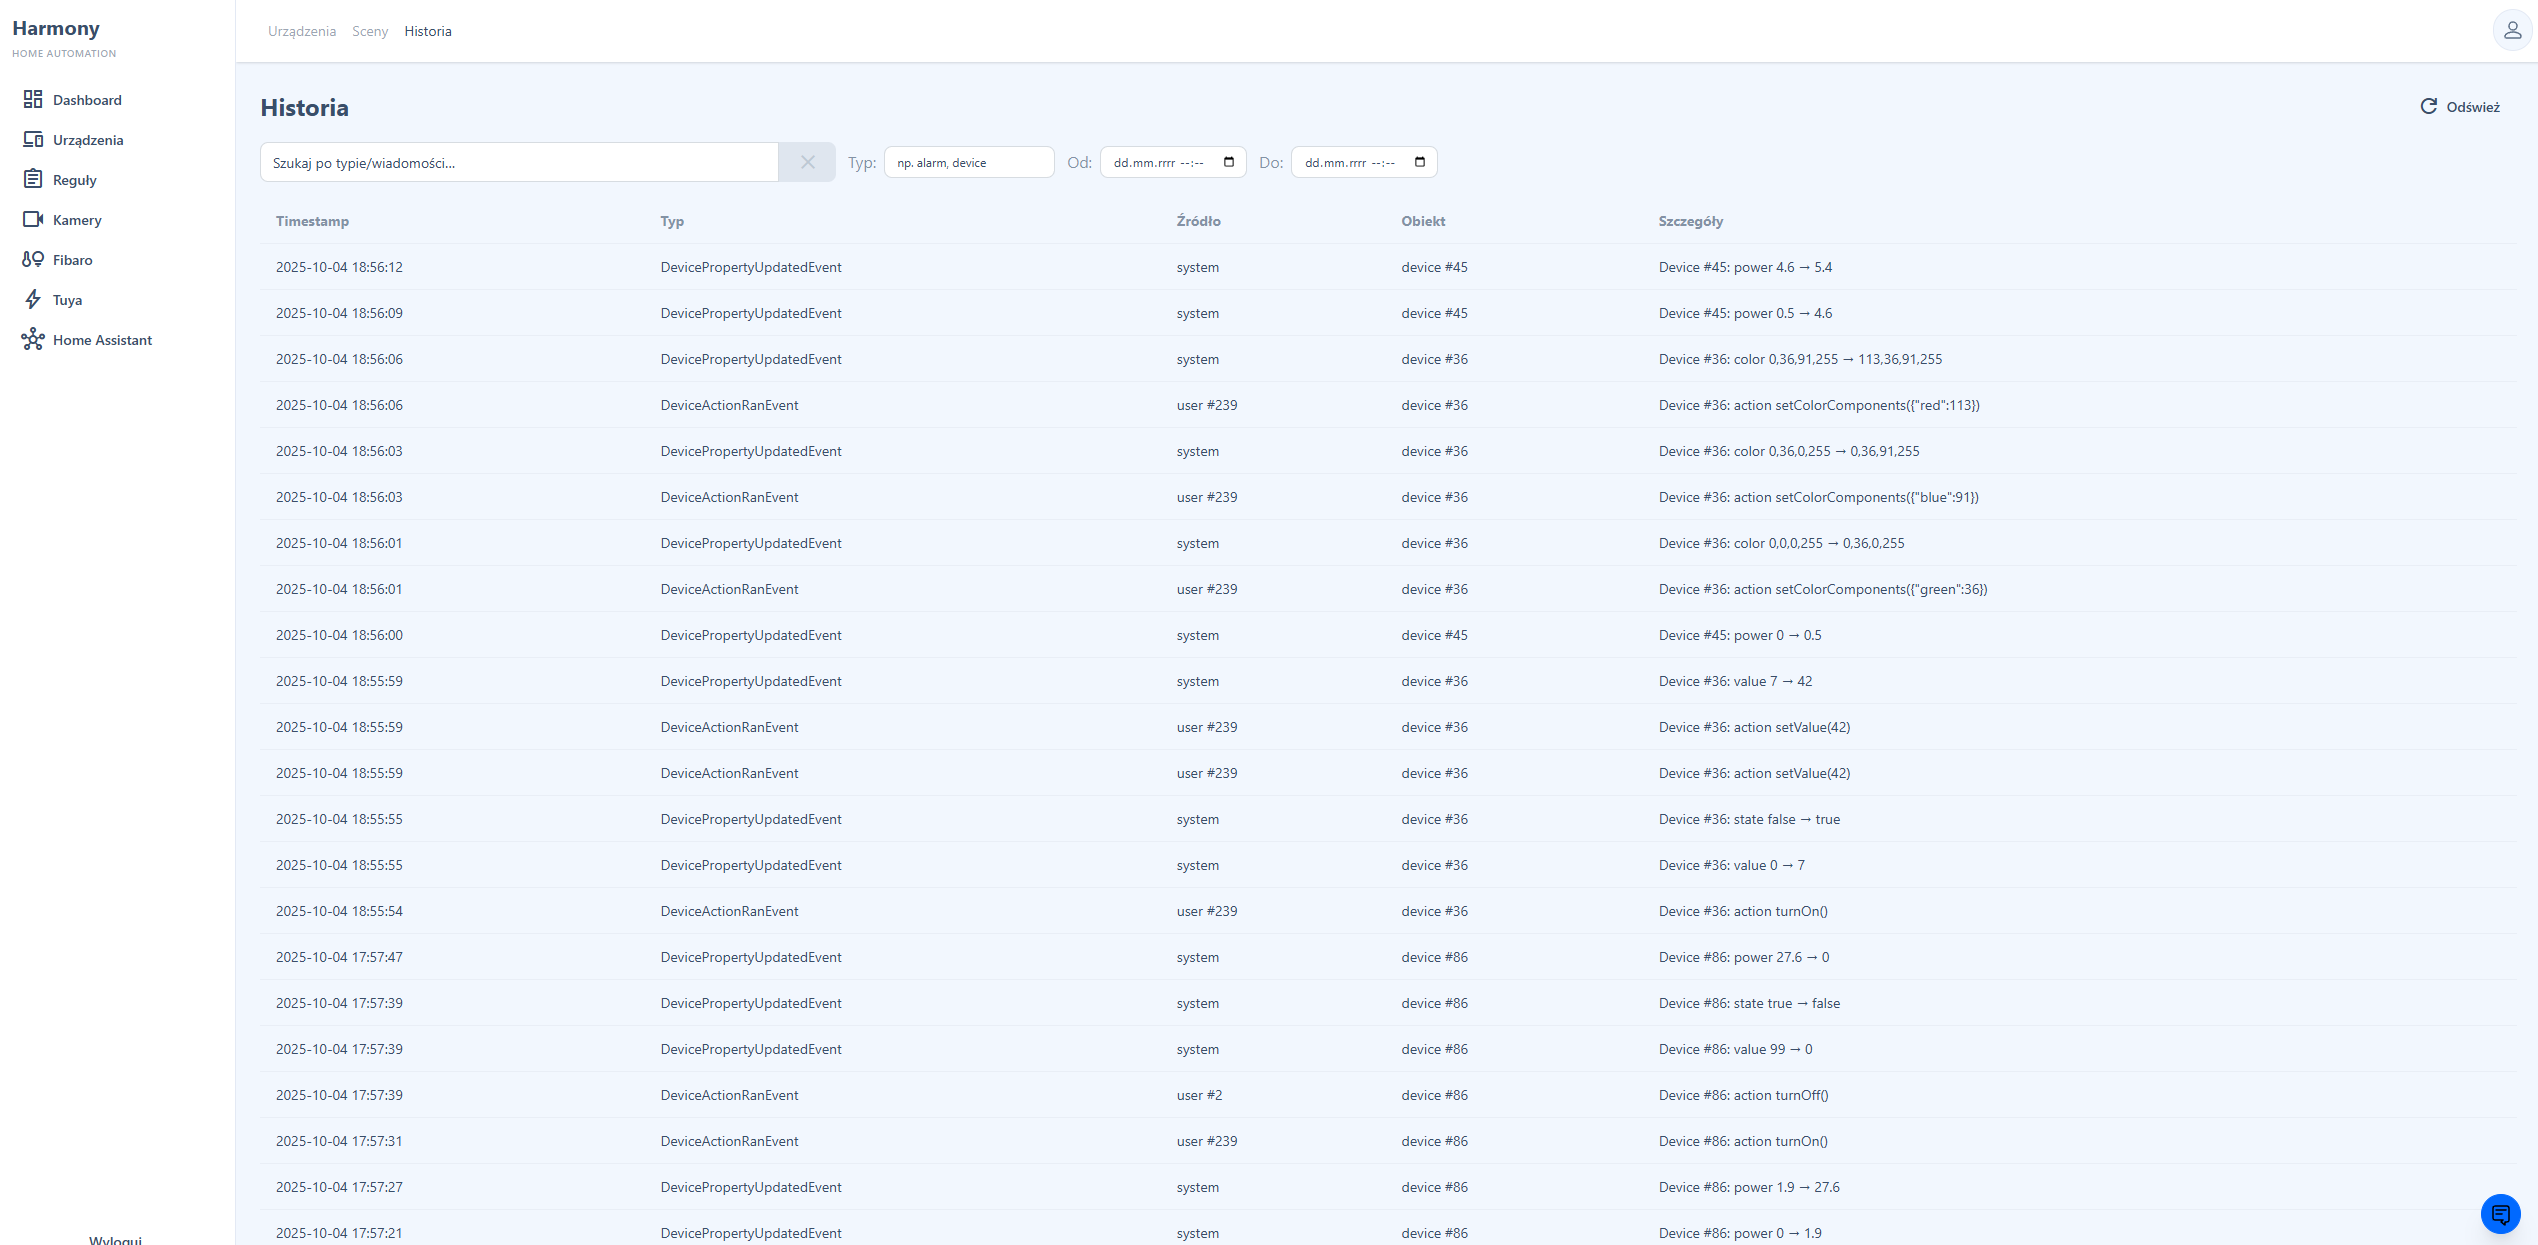 Harmony
HOME AUTOMATION
Dashboard
Urządzenia
Reguły
Kamery
Fibaro
Tuya
Home Assistant
Wyloguj
Urządzenia Sceny Historia
Historia
Odśwież
Szukaj po typie/wiadomości... Typ: np. alarm, device Od: dd.mm.rrrr --:-- Do: dd.mm.rrrr --:--
Timestamp Typ Źródło Obiekt Szczegóły
2025-10-04 18:56:12 DevicePropertyUpdatedEvent system device #45 Device #45: power 4.6 → 5.4
2025-10-04 18:56:09 DevicePropertyUpdatedEvent system device #45 Device #45: power 0.5 → 4.6
2025-10-04 18:56:06 DevicePropertyUpdatedEvent system device #36 Device #36: color 0,36,91,255 → 113,36,91,255
2025-10-04 18:56:06 DeviceActionRanEvent user #239 device #36 Device #36: action setColorComponents({"red":113})
2025-10-04 18:56:03 DevicePropertyUpdatedEvent system device #36 Device #36: color 0,36,0,255 → 0,36,91,255
2025-10-04 18:56:03 DeviceActionRanEvent user #239 device #36 Device #36: action setColorComponents({"blue":91})
2025-10-04 18:56:01 DevicePropertyUpdatedEvent system device #36 Device #36: color 0,0,0,255 → 0,36,0,255
2025-10-04 18:56:01 DeviceActionRanEvent user #239 device #36 Device #36: action setColorComponents({"green":36})
2025-10-04 18:56:00 DevicePropertyUpdatedEvent system device #45 Device #45: power 0 → 0.5
2025-10-04 18:55:59 DevicePropertyUpdatedEvent system device #36 Device #36: value 7 → 42
2025-10-04 18:55:59 DeviceActionRanEvent user #239 device #36 Device #36: action setValue(42)
2025-10-04 18:55:59 DeviceActionRanEvent user #239 device #36 Device #36: action setValue(42)
2025-10-04 18:55:55 DevicePropertyUpdatedEvent system device #36 Device #36: state false → true
2025-10-04 18:55:55 DevicePropertyUpdatedEvent system device #36 Device #36: value 0 → 7
2025-10-04 18:55:54 DeviceActionRanEvent user #239 device #36 Device #36: action turnOn()
2025-10-04 17:57:47 DevicePropertyUpdatedEvent system device #86 Device #86: power 27.6 → 0
2025-10-04 17:57:39 DevicePropertyUpdatedEvent system device #86 Device #86: state true → false
2025-10-04 17:57:39 DevicePropertyUpdatedEvent system device #86 Device #86: value 99 → 0
2025-10-04 17:57:39 DeviceActionRanEvent user #2 device #86 Device #86: action turnOff()
2025-10-04 17:57:31 DeviceActionRanEvent user #239 device #86 Device #86: action turnOn()
2025-10-04 17:57:27 DevicePropertyUpdatedEvent system device #86 Device #86: power 1.9 → 27.6
2025-10-04 17:57:21 DevicePropertyUpdatedEvent system device #86 Device #86: power 0 → 1.9